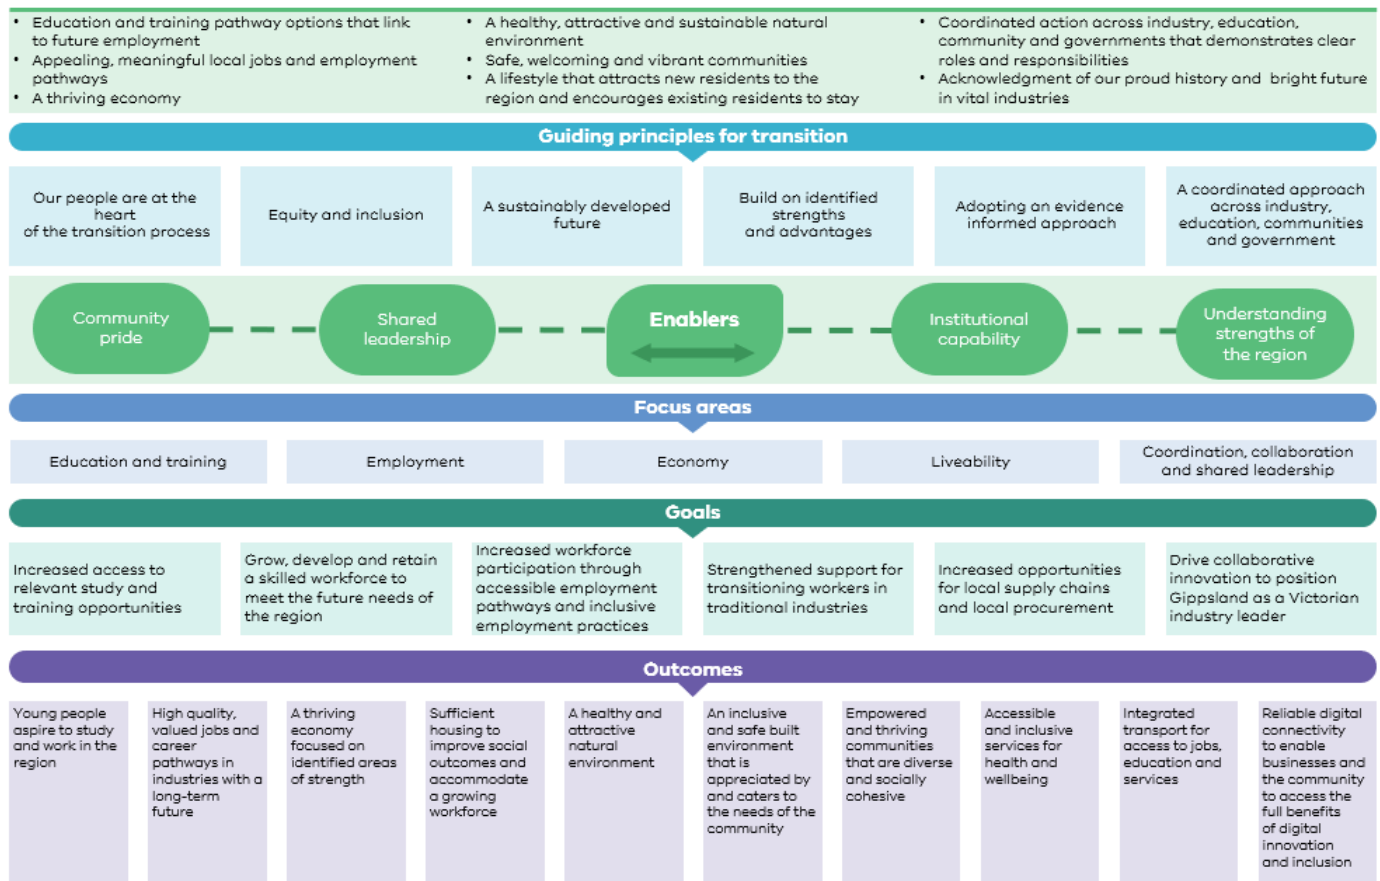 • Education and training pathway options that link
to future employment
• Appealing, meaningful local jobs and employment
pathways
• A thriving economy
• A healthy, attractive and sustainable natural
environment
• Safe, welcoming and vibrant communities
• A lifestyle that attracts new residents to the
region and encourages existing residents to stay
• Coordinated action across industry, education,
community and governments that demonstrates clear
roles and responsibilities
• Acknowledgment of our proud history and bright future
in vital industries
Guiding principles for transition
Our people are at the
heart
of the transition process
Equity and inclusion
A sustainably developed
future
Build on identified
strengths
and advantages
Adopting an evidence
informed approach
A coordinated approach
across industry,
education, communities
and government
Community
pride
Shared
leadership
Enablers
Institutional
capability
Understanding
strengths of
the region
Focus areas
Education and training
Employment
Economy
Liveability
Coordination, collaboration
and shared leadership
Goals
Increased access to
relevant study and
training opportunities
Grow, develop and retain
a skilled workforce to
meet the future needs of
the region
Increased workforce
participation through
accessible employment
pathways and inclusive
employment practices
Strengthened support for
transitioning workers in
traditional industries
Increased opportunities
for local supply chains
and local procurement
Drive collaborative
innovation to position
Gippsland as a Victorian
industry leader
Outcomes
Young people
aspire to study
and work in the
region
High quality,
valued jobs and
career
pathways in
industries with a
long-term
future
A thriving
economy
focused on
identified areas
of strength
Sufficient
housing to
improve social
outcomes and
accommodate
a growing
workforce
A healthy and
attractive
natural
environment
An inclusive
and safe built
environment
that is
appreciated by
and caters to
the needs of the
community
Empowered
and thriving
communities
that are diverse
and socially
cohesive
Accessible
and inclusive
services for
health and
wellbeing
Integrated
transport for
access to jobs,
education and
services
Reliable digital
connectivity
to enable
businesses and
the community
to access the
full benefits
of digital
innovation
and inclusion